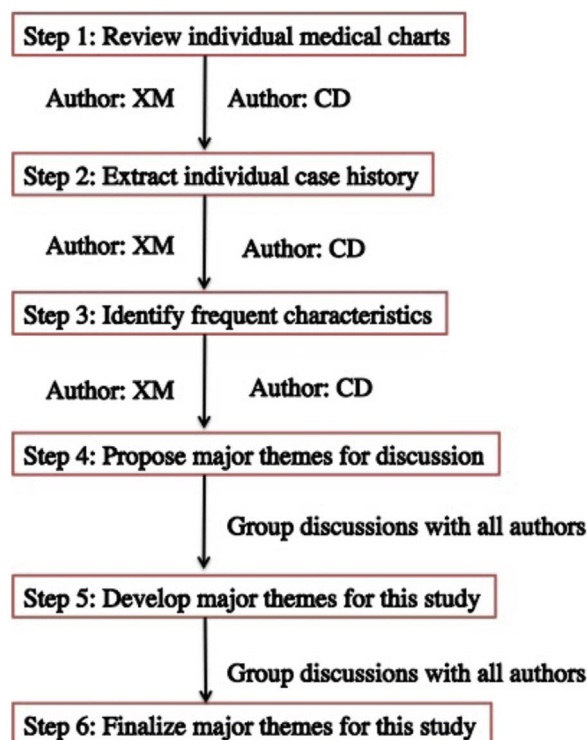 Step 1: Review individual medical charts
Author: XM Author: CD
Step 2: Extract individual case history
Author: XM Author: CD
Step 3: Identify frequent characteristics
Author: XM Author: CD
Step 4: Propose major themes for discussion
Group discussions with all authors
Step 5: Develop major themes for this study
Group discussions with all authors
Step 6: Finalize major themes for this study